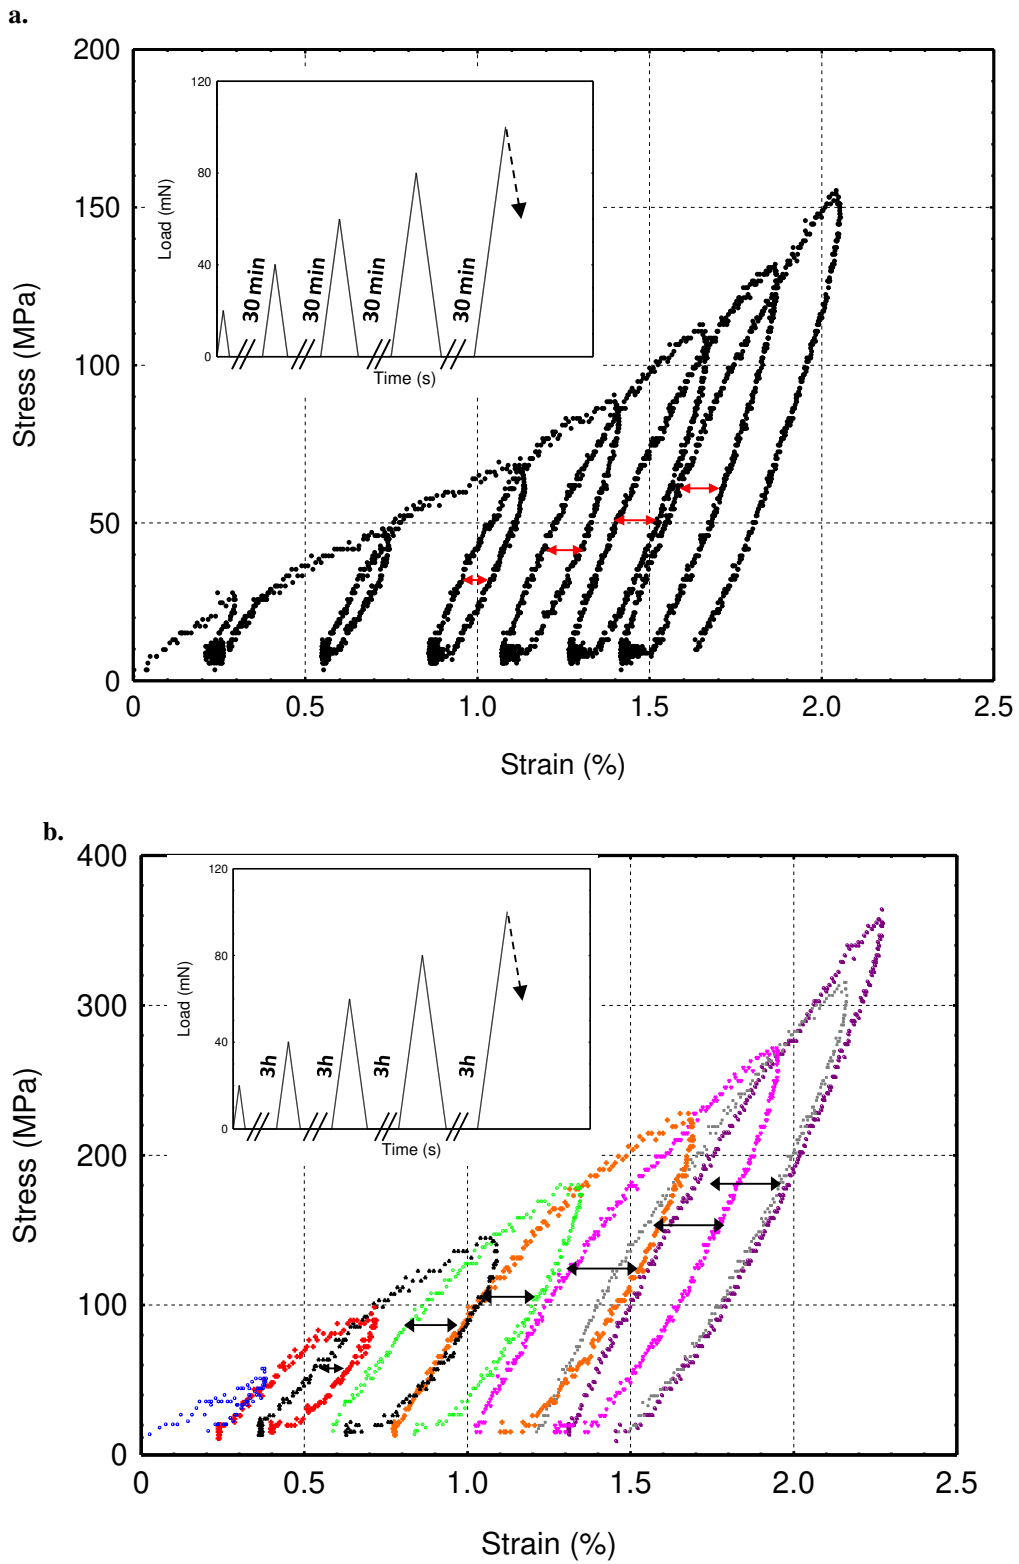 a.
200
150
100
50
0
Stress (MPa)
0
0.5
1.0
1.5
2.0
2.5
Strain (%)
120
80
40
0
Load (mN)
30 min
30 min
30 min
30 min
Time (s)
b.
400
300
200
100
0
Stress (MPa)
0
0.5
1.0
1.5
2.0
2.5
Strain (%)
120
80
40
0
Load (mN)
3h
3h
3h
3h
Time (s)